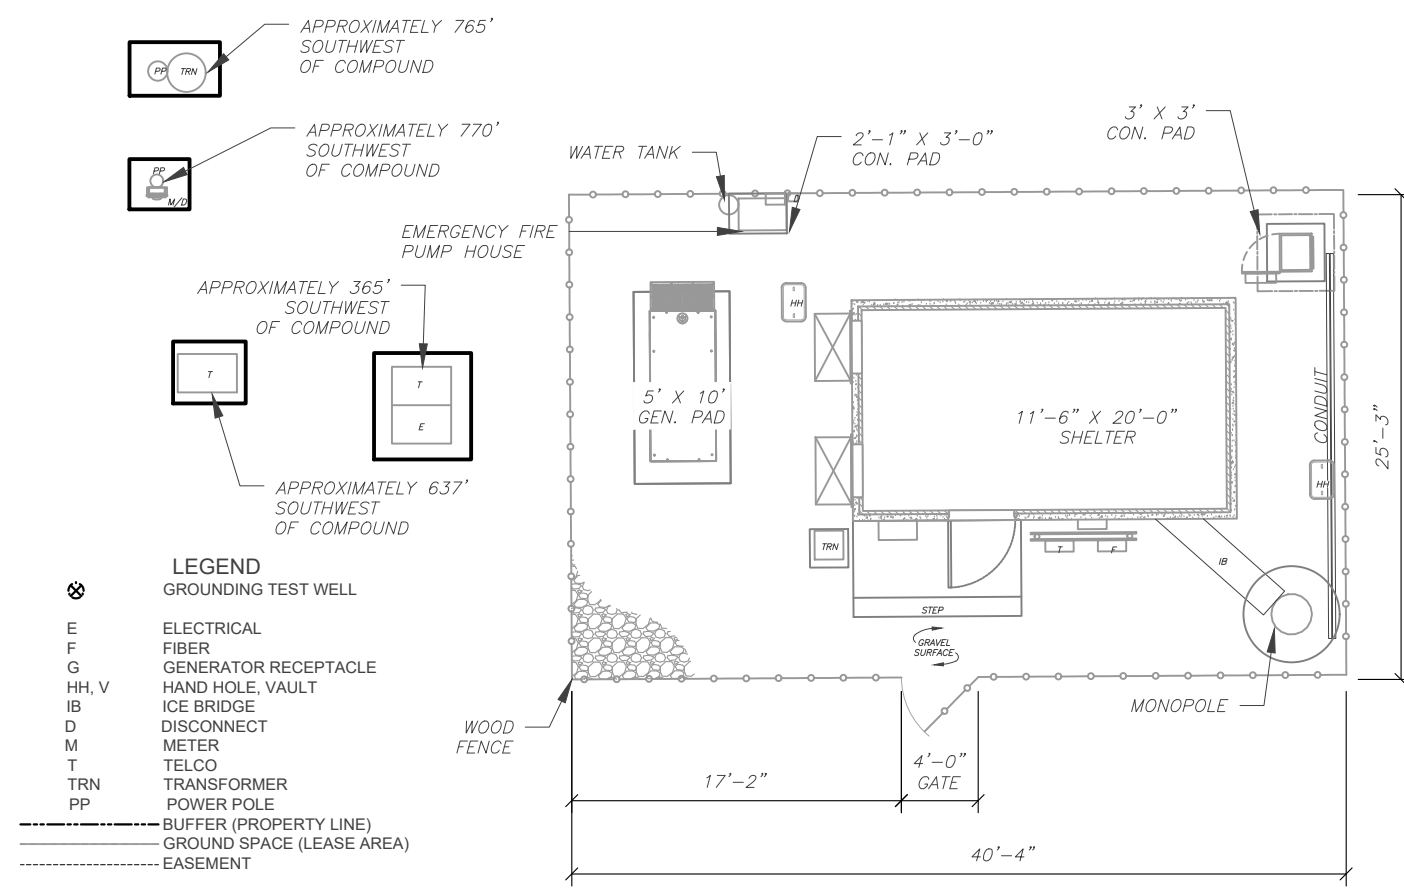 APPROXIMATELY 765'
SOUTHWEST
OF COMPOUND
PP
TRN
APPROXIMATELY 770'
SOUTHWEST
OF COMPOUND
PP
M/D
WATER TANK
2'-1" X 3'-0"
CON. PAD
3' X 3'
CON. PAD
D
EMERGENCY FIRE
PUMP HOUSE
APPROXIMATELY 365'
SOUTHWEST
OF COMPOUND
T
T
E
APPROXIMATELY 637'
SOUTHWEST
OF COMPOUND
HH
5' X 10'
GEN. PAD
11'-6" X 20'-0"
SHELTER
CONDUIT
25'-3"
HH
TRN
T
F
IB
STEP
GRAVEL
SURFACE
MONOPOLE
WOOD
FENCE
17'-2"
4'-0"
GATE
40'-4"
LEGEND
GROUNDING TEST WELL
E ELECTRICAL
F FIBER
G GENERATOR RECEPTACLE
HH, V HAND HOLE, VAULT
IB ICE BRIDGE
D DISCONNECT
M METER
T TELCO
TRN TRANSFORMER
PP POWER POLE
BUFFER (PROPERTY LINE)
GROUND SPACE (LEASE AREA)
EASEMENT